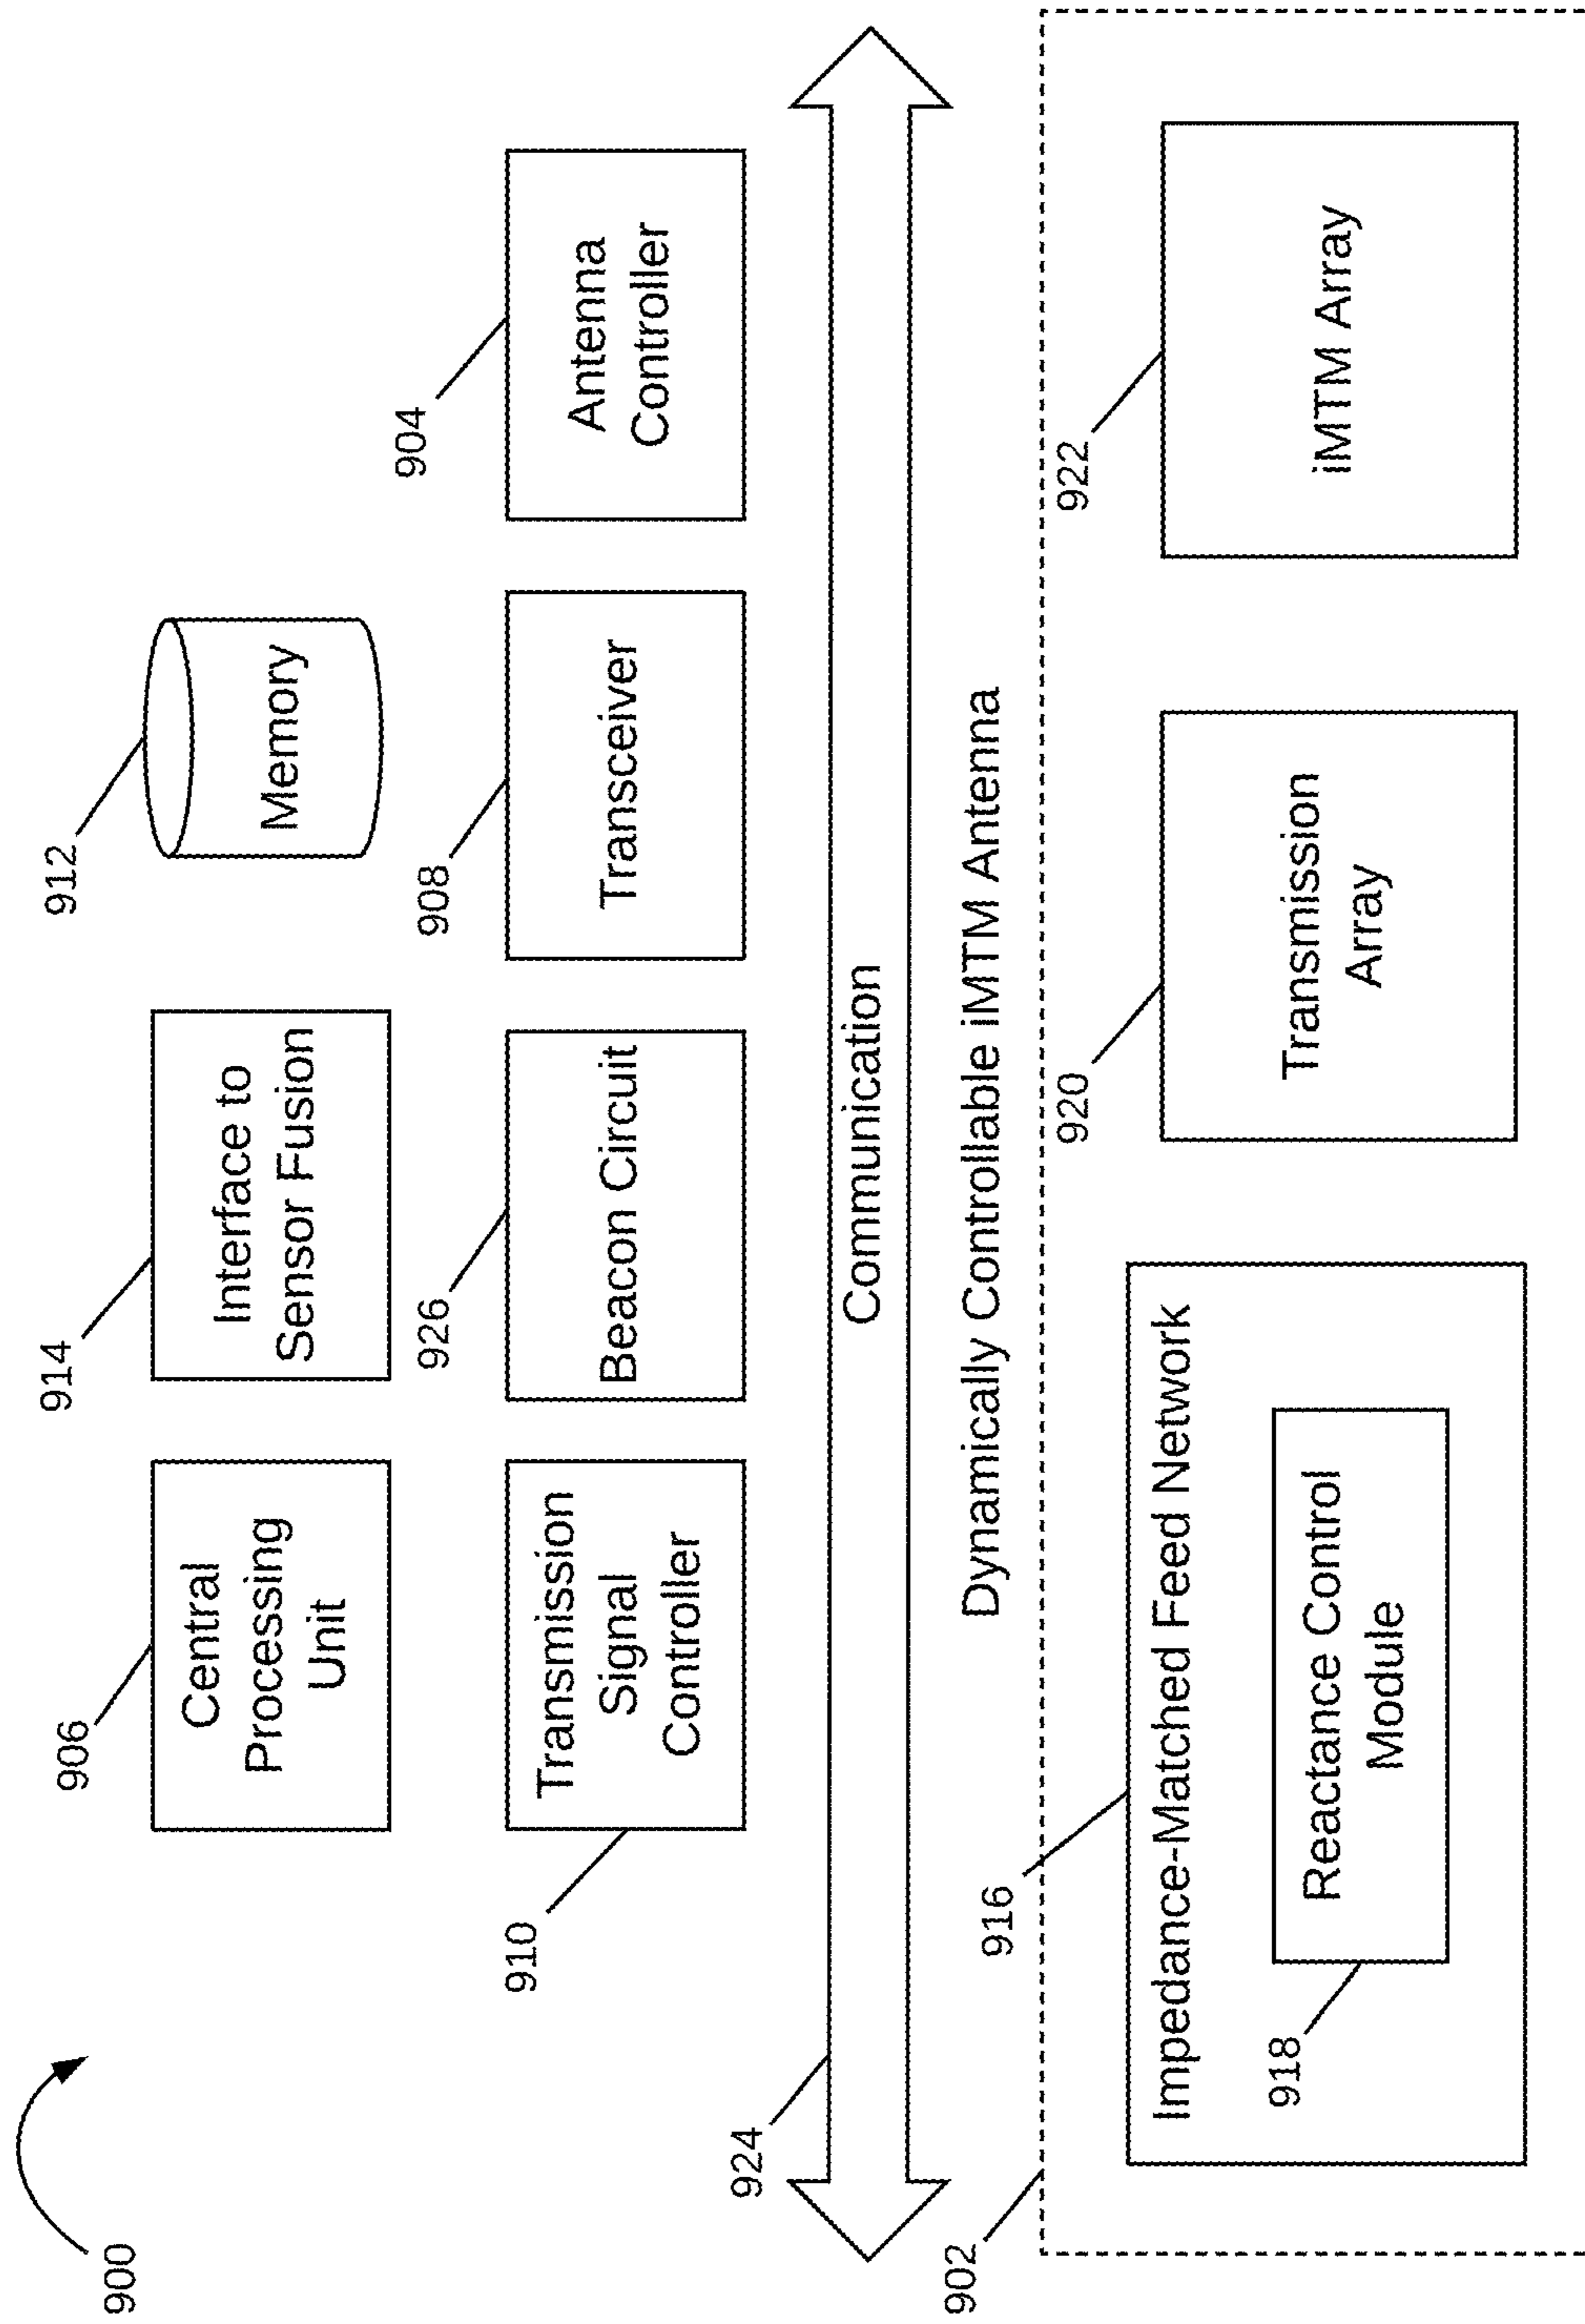 900
906
Central
Processing
Unit
914
Interface to
Sensor Fusion
912
Memory
910
Transmission
Signal
Controller
926
Beacon Circuit
908
Transceiver
904
Antenna
Controller
924
Communication
902
Dynamically Controllable iMTM Antenna
916
Impedance-Matched Feed Network
918
Reactance Control
Module
920
Transmission
Array
922
iMTM Array